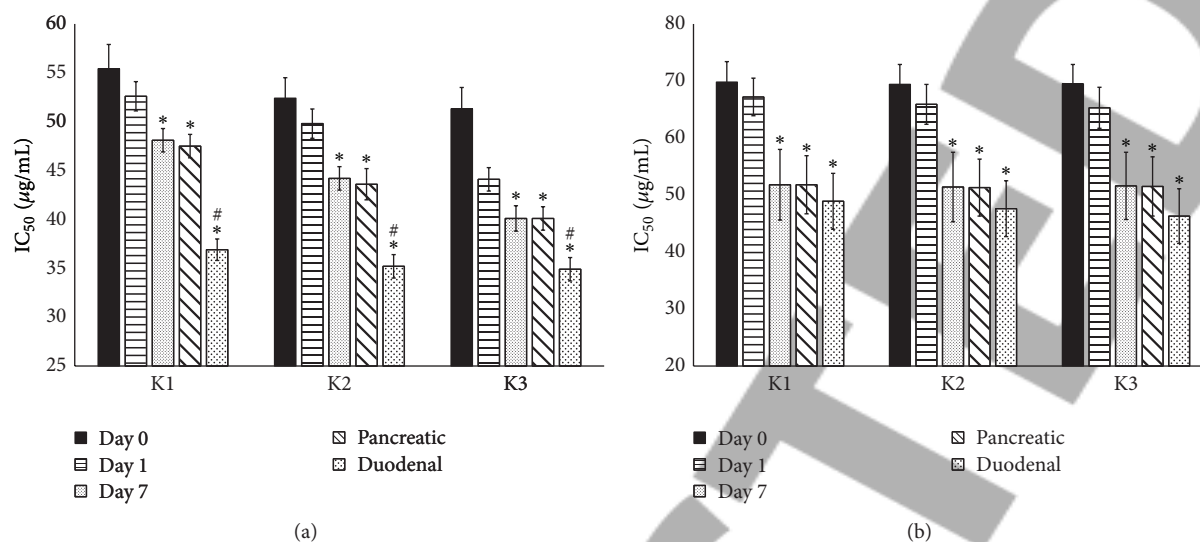 60
55
50
45
40
35
30
25
IC50 (μg/mL)
* * # *
* * # *
* * # *
K1 K2 K3
Day 0
Day 1
Day 7
Pancreatic
Duodenal
(a)
80
70
60
50
40
30
20
IC50 (μg/mL)
* * *
* * *
* * *
K1 K2 K3
Day 0
Day 1
Day 7
Pancreatic
Duodenal
(b)